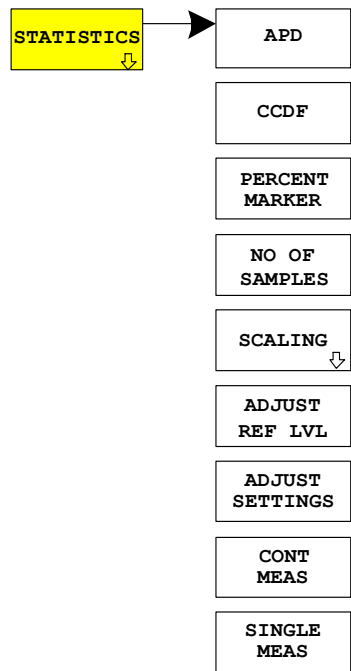 STATISTICS
APD
CCDF
PERCENT
MARKER
NO OF
SAMPLES
SCALING
ADJUST
REF LVL
ADJUST
SETTINGS
CONT
MEAS
SINGLE
MEAS